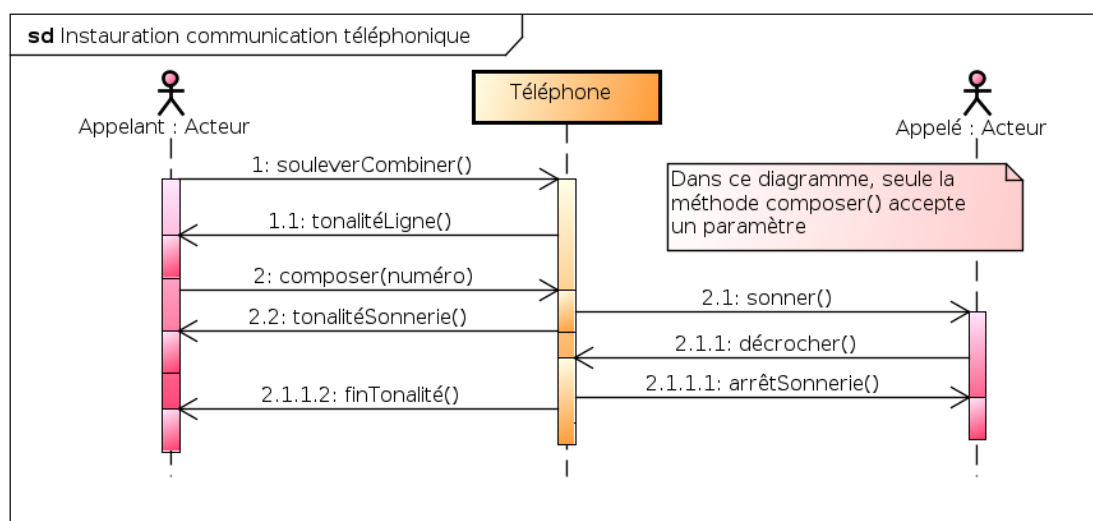 sd Instauration communication téléphonique
Téléphone
Appelant : Acteur
Appelé : Acteur
1: souleverCombiner()
Dans ce diagramme, seule la
méthode composer() accepte
un paramètre
1.1: tonalitéLigne()
2: composer(numéro)
2.1: sonner()
2.2: tonalitéSonnerie()
2.1.1: décrocher()
2.1.1.1: arrêtSonnerie()
2.1.1.2: finTonalité()